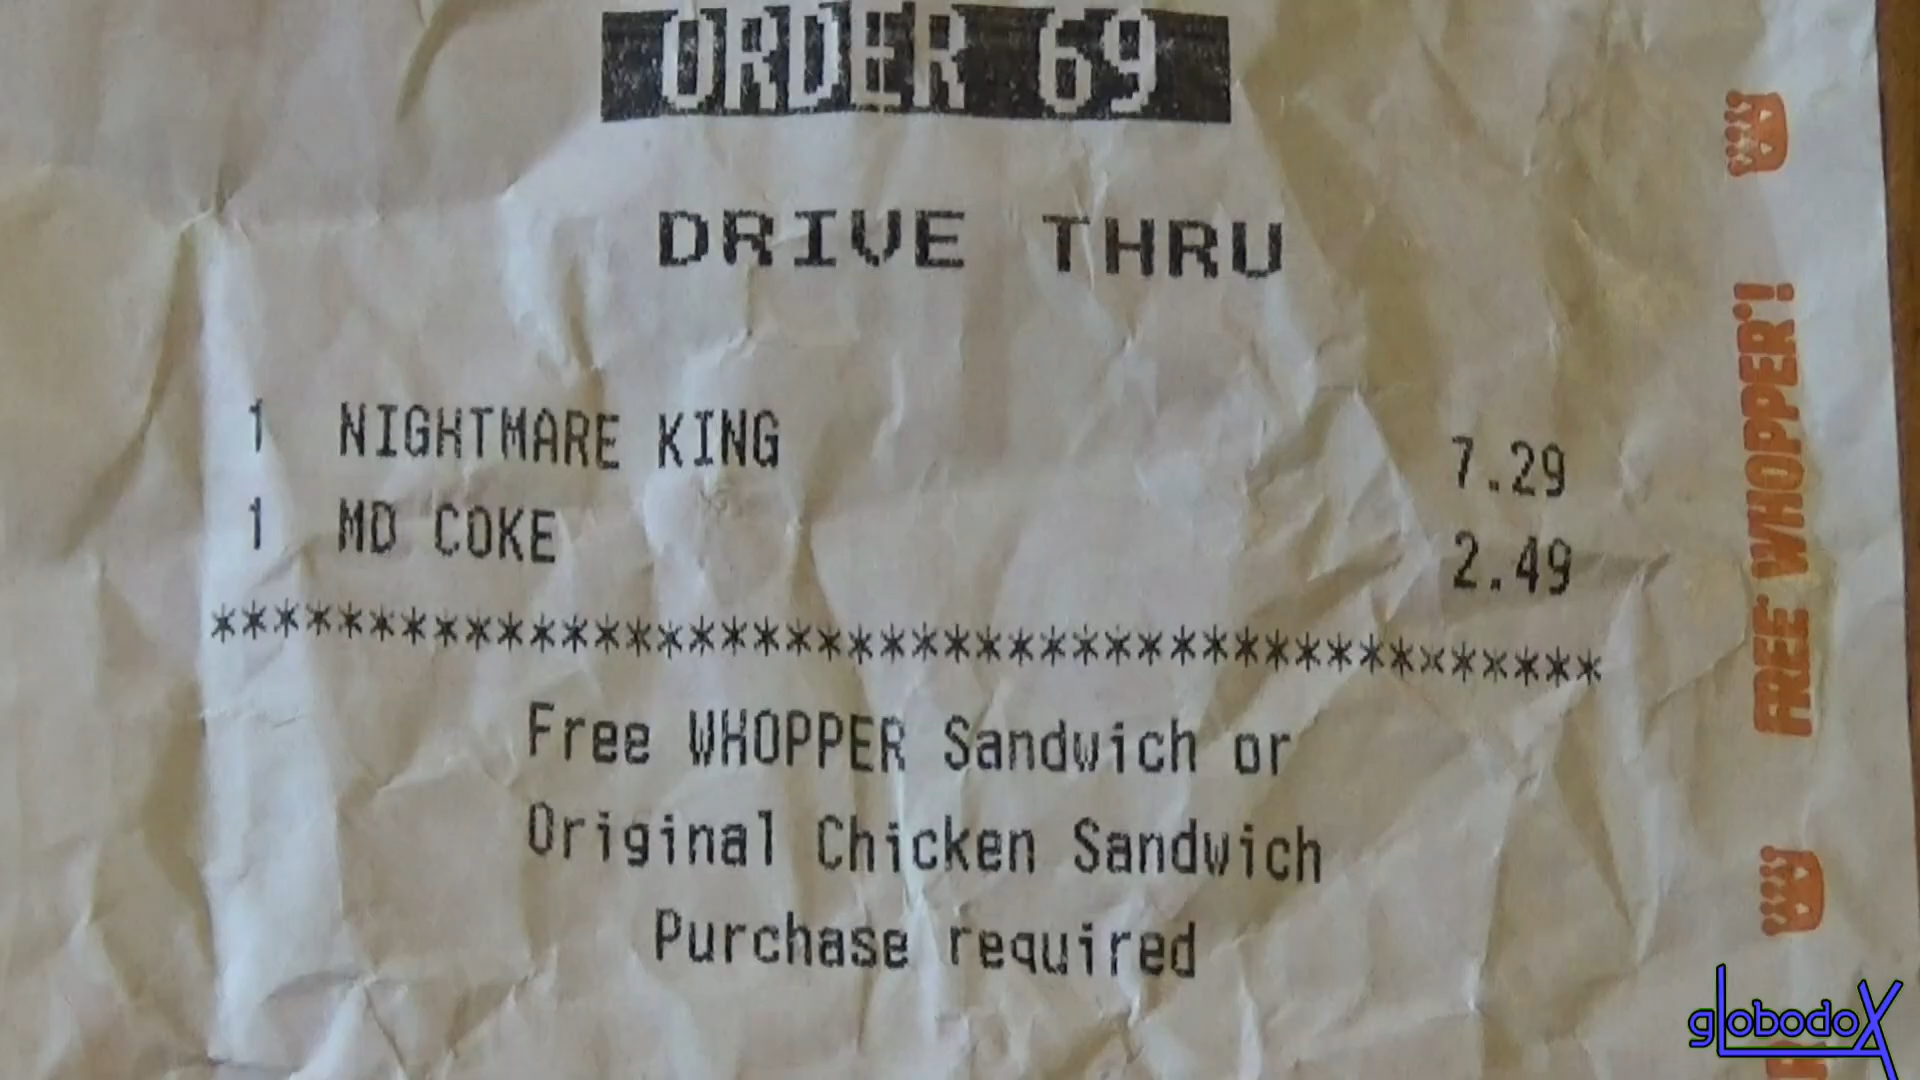 ORDER 69
DRIVE THRU
1 NIGHTMARE KING 7.29
1 MD COKE 2.49
********************************************
Free WHOPPER Sandwich or
Original Chicken Sandwich
Purchase required
FREE WHOPPER!
globodoX